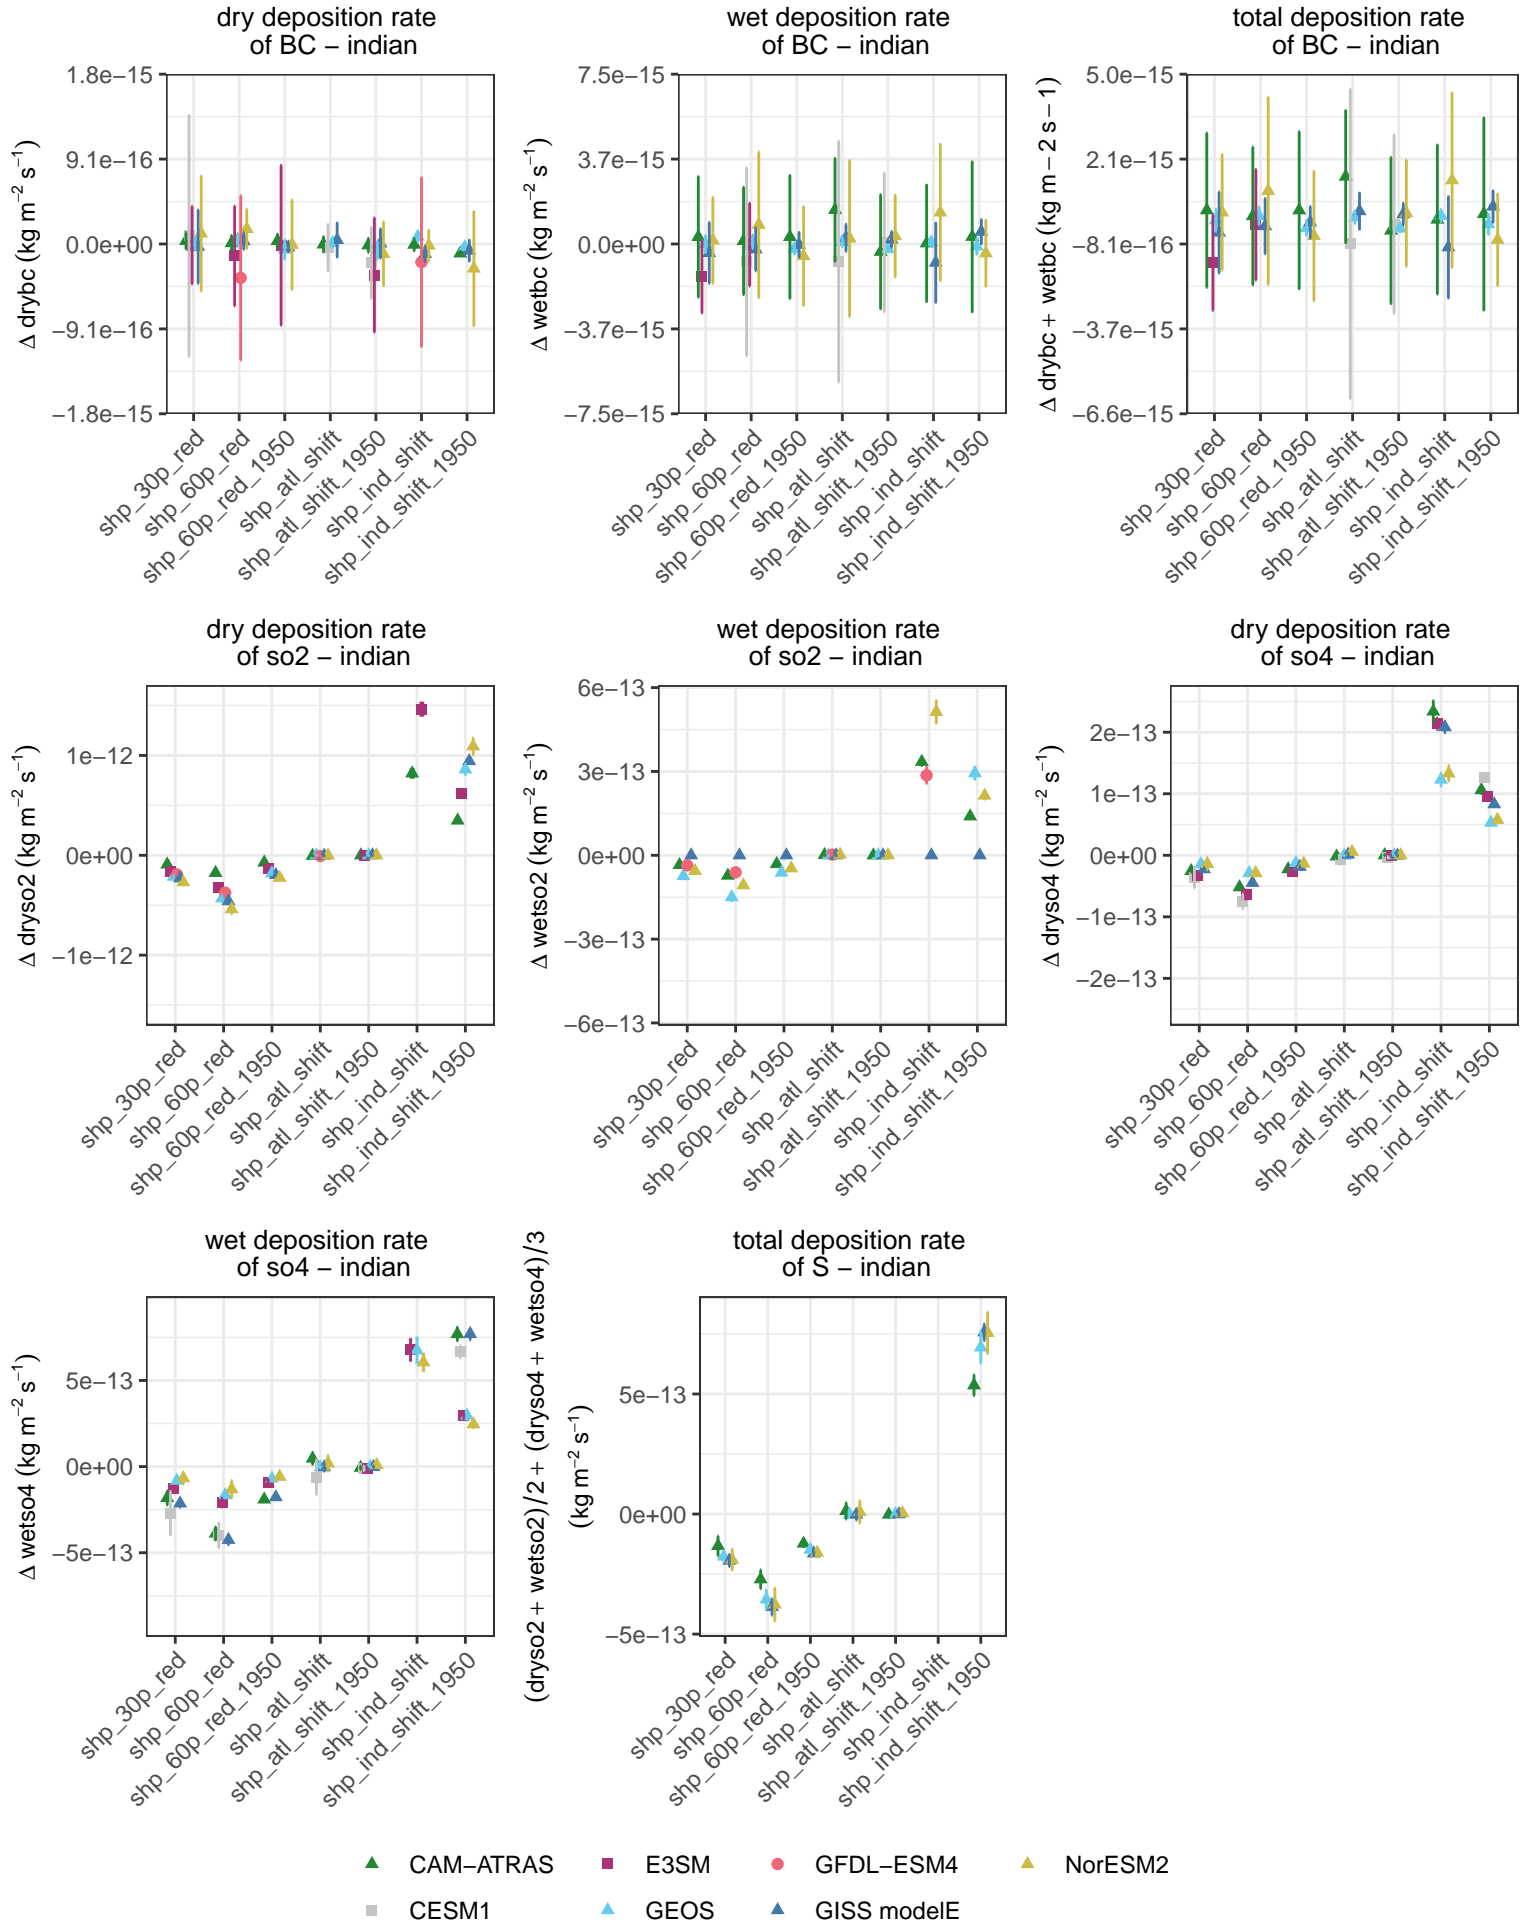 dry deposition rate
of BC − indian
1.8e−15
9.1e−16
0.0e+00
−9.1e−16
−1.8e−15
Δ drybc (kg m−2 s−1)
shp_30p_red
shp_60p_red
shp_60p_red_1950
shp_atl_shift
shp_atl_shift_1950
shp_ind_shift
shp_ind_shift_1950
wet deposition rate
of BC − indian
7.5e−15
3.7e−15
0.0e+00
−3.7e−15
−7.5e−15
Δ wetbc (kg m−2 s−1)
shp_30p_red
shp_60p_red
shp_60p_red_1950
shp_atl_shift
shp_atl_shift_1950
shp_ind_shift
shp_ind_shift_1950
total deposition rate
of BC − indian
5.0e−15
2.1e−15
−8.1e−16
−3.7e−15
−6.6e−15
Δ drybc + wetbc (kg m − 2 s − 1)
shp_30p_red
shp_60p_red
shp_60p_red_1950
shp_atl_shift
shp_atl_shift_1950
shp_ind_shift
shp_ind_shift_1950
dry deposition rate
of so2 − indian
1e−12
0e+00
−1e−12
Δ dryso2 (kg m−2 s−1)
shp_30p_red
shp_60p_red
shp_60p_red_1950
shp_atl_shift
shp_atl_shift_1950
shp_ind_shift
shp_ind_shift_1950
wet deposition rate
of so2 − indian
6e−13
3e−13
0e+00
−3e−13
−6e−13
Δ wetso2 (kg m−2 s−1)
shp_30p_red
shp_60p_red
shp_60p_red_1950
shp_atl_shift
shp_atl_shift_1950
shp_ind_shift
shp_ind_shift_1950
dry deposition rate
of so4 − indian
2e−13
1e−13
0e+00
−1e−13
−2e−13
Δ dryso4 (kg m−2 s−1)
shp_30p_red
shp_60p_red
shp_60p_red_1950
shp_atl_shift
shp_atl_shift_1950
shp_ind_shift
shp_ind_shift_1950
wet deposition rate
of so4 − indian
5e−13
0e+00
−5e−13
Δ wetso4 (kg m−2 s−1)
shp_30p_red
shp_60p_red
shp_60p_red_1950
shp_atl_shift
shp_atl_shift_1950
shp_ind_shift
shp_ind_shift_1950
total deposition rate
of S − indian
5e−13
0e+00
−5e−13
(dryso2 + wetso2)/2 + (dryso4 + wetso4)/3
(kg m−2 s−1)
shp_30p_red
shp_60p_red
shp_60p_red_1950
shp_atl_shift
shp_atl_shift_1950
shp_ind_shift
shp_ind_shift_1950
CAM−ATRAS E3SM GFDL−ESM4 NorESM2
CESM1 GEOS GISS modelE